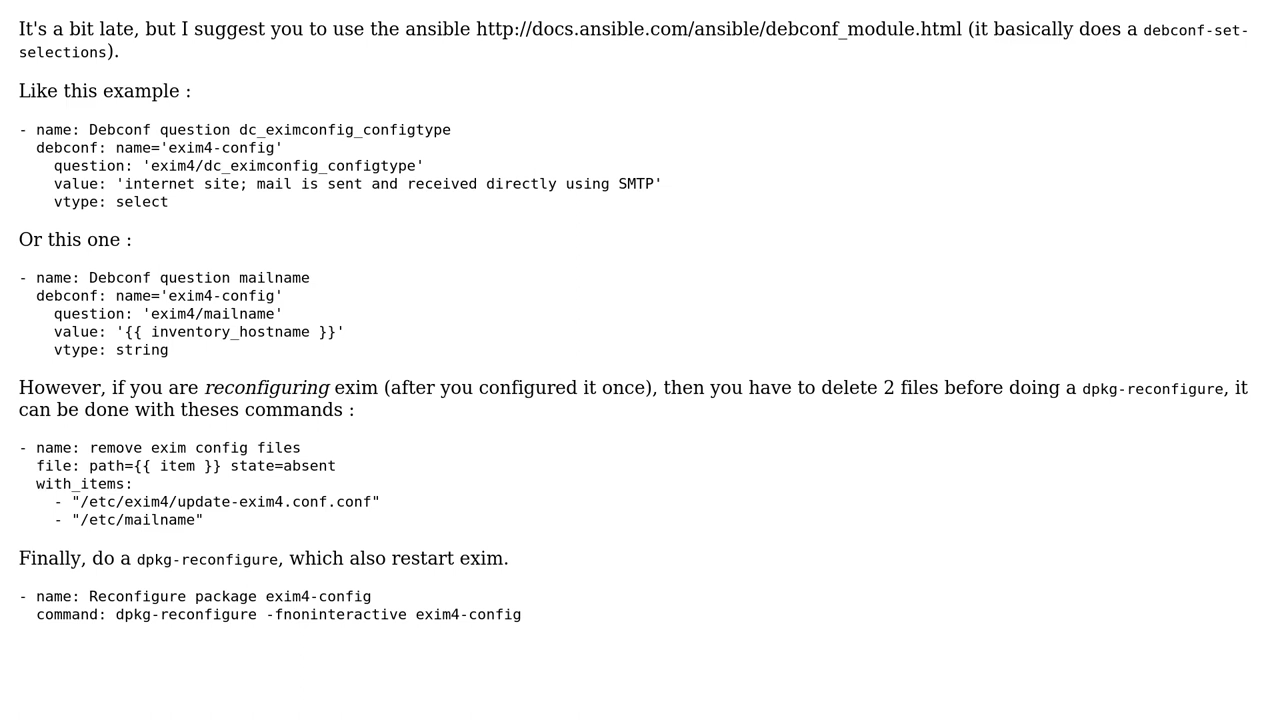 It's a bit late, but I suggest you to use the ansible http://docs.ansible.com/ansible/debconf_module.html (it basically does a debconf-set-
selections).
Like this example :
- name: Debconf question dc_eximconfig_configtype
  debconf: name='exim4-config'
    question: 'exim4/dc_eximconfig_configtype'
    value: 'internet site; mail is sent and received directly using SMTP'
    vtype: select
Or this one :
- name: Debconf question mailname
  debconf: name='exim4-config'
    question: 'exim4/mailname'
    value: '{{ inventory_hostname }}'
    vtype: string
However, if you are reconfiguring exim (after you configured it once), then you have to delete 2 files before doing a dpkg-reconfigure, it
can be done with theses commands :
- name: remove exim config files
  file: path={{ item }} state=absent
  with_items:
    - "/etc/exim4/update-exim4.conf.conf"
    - "/etc/mailname"
Finally, do a dpkg-reconfigure, which also restart exim.
- name: Reconfigure package exim4-config
  command: dpkg-reconfigure -fnoninteractive exim4-config